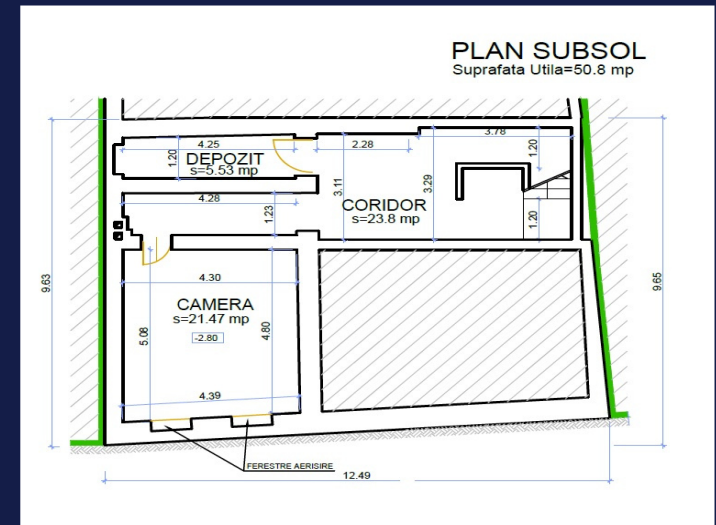 PLAN SUBSOL
Suprafata Utila=50.8 mp
4.25
2.28
3.78
1.20
DEPOZIT
s=5.53 mp
1.20
3.11
3.29
4.28
1.23
CORIDOR
s=23.8 mp
1.20
9.63
9.65
4.30
CAMERA
s=21.47 mp
-2.80
5.08
4.80
4.39
FERESTRE AERISIRE
12.49